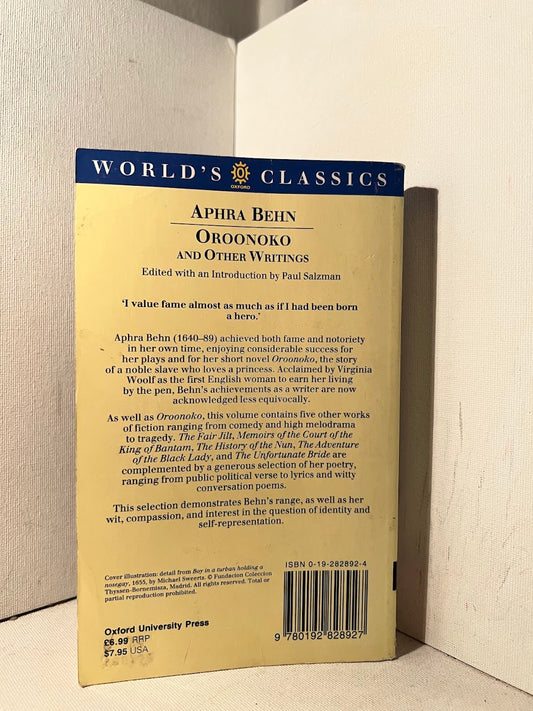 WORLD'S CLASSICS
OXFORD
APHRA BEHN
OROONOKO
AND OTHER WRITINGS
Edited with an Introduction by Paul Salzman
'I value fame almost as much as if I had been born
a hero.'
Aphra Behn (1640–89) achieved both fame and notoriety
in her own time, enjoying considerable success for
her plays and for her short novel Oroonoko, the story
of a noble slave who loves a princess. Acclaimed by Virginia
Woolf as the first English woman to earn her living
by the pen, Behn's achievements as a writer are now
acknowledged less equivocally.
As well as Oroonoko, this volume contains five other works
of fiction ranging from comedy and high melodrama
to tragedy. The Fair Jilt, Memoirs of the Court of the
King of Bantam, The History of the Nun, The Adventure
of the Black Lady, and The Unfortunate Bride are
complemented by a generous selection of her poetry,
ranging from public political verse to lyrics and witty
conversation poems.
This selection demonstrates Behn's range, as well as her
wit, compassion, and interest in the question of identity and
self-representation.
Cover illustration: detail from Boy in a turban holding a
nosegay, 1655, by Michael Sweerts. © Fundacion Coleccion
Thyssen-Bornemisza, Madrid. All rights reserved. Total or
partial reproduction prohibited.
ISBN 0-19-282892-4
9 780192 828927
Oxford University Press
£6.99 RRP
$7.95 USA